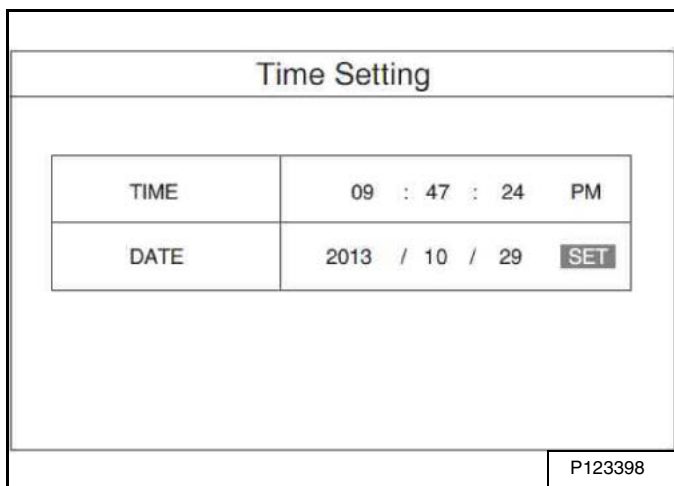 Time Setting
TIME 09 : 47 : 24 PM
DATE 2013 / 10 / 29 SET
P123398